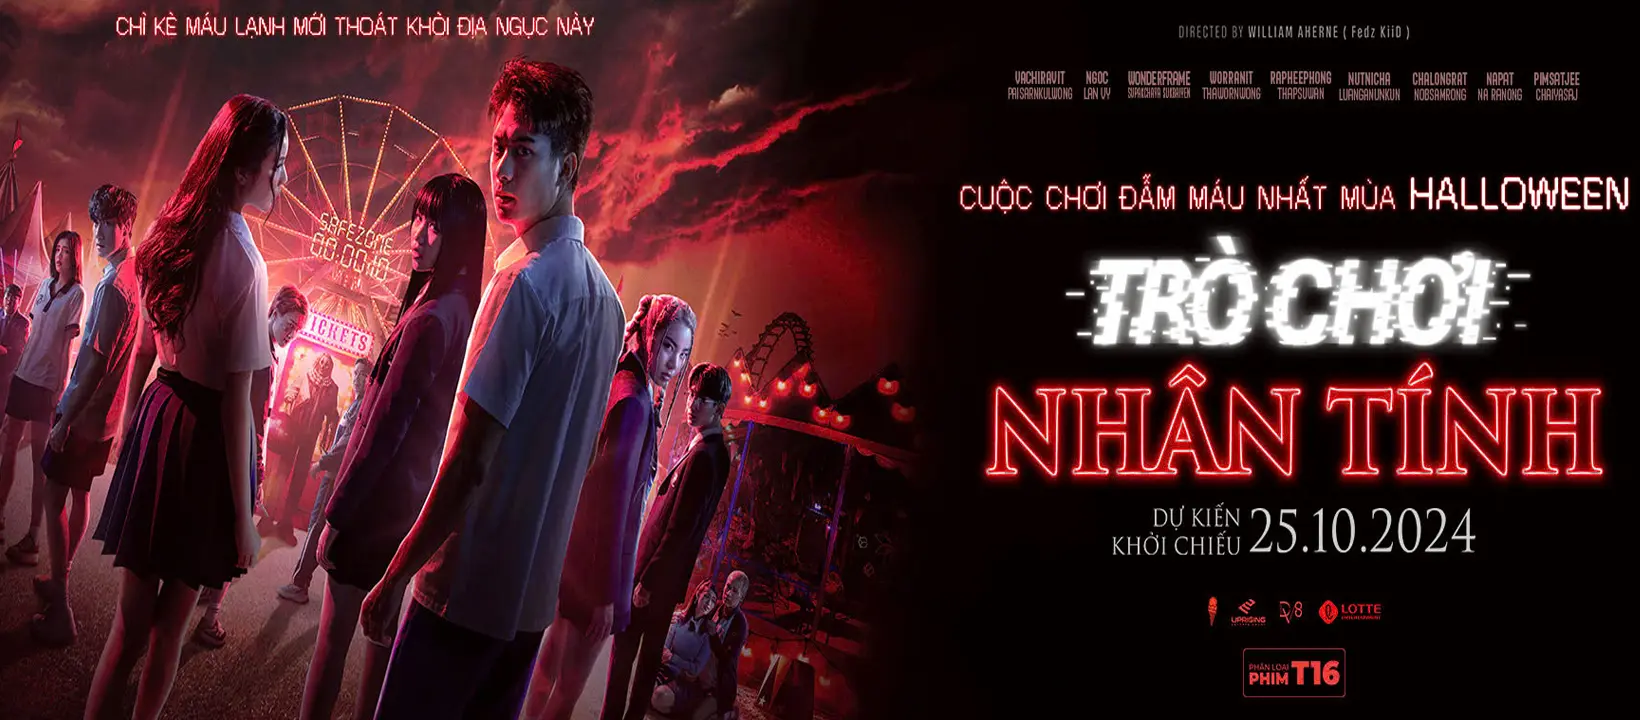 CHỈ KẺ MÁU LẠNH MỚI THOÁT KHỎI ĐỊA NGỤC NÀY
SAFEZONE
00:00:10
TICKETS
DIRECTED BY WILLIAM AHERNE ( Fedz KiiD )
VACHIRAVIT PAISARNKULWONG
NGOC LAN VY
WONDERFRAME
WORRANIT THAWORNWONG
RAPHEEPHONG THAPSUWAN
NUTNICHA LUANGANUNKUN
CHALONGRAT NOBSAMRONG
NAPAT NA RANONG
PIMSATJEE CHAIYASAJ
CUỘC CHƠI ĐẪM MÁU NHẤT MÙA HALLOWEEN
TRÒ CHƠI
NHÂN TÍNH
DỰ KIẾN
KHỞI CHIẾU 25.10.2024
UPRISING
LOTTE
PHÂN LOẠI
PHIM T16